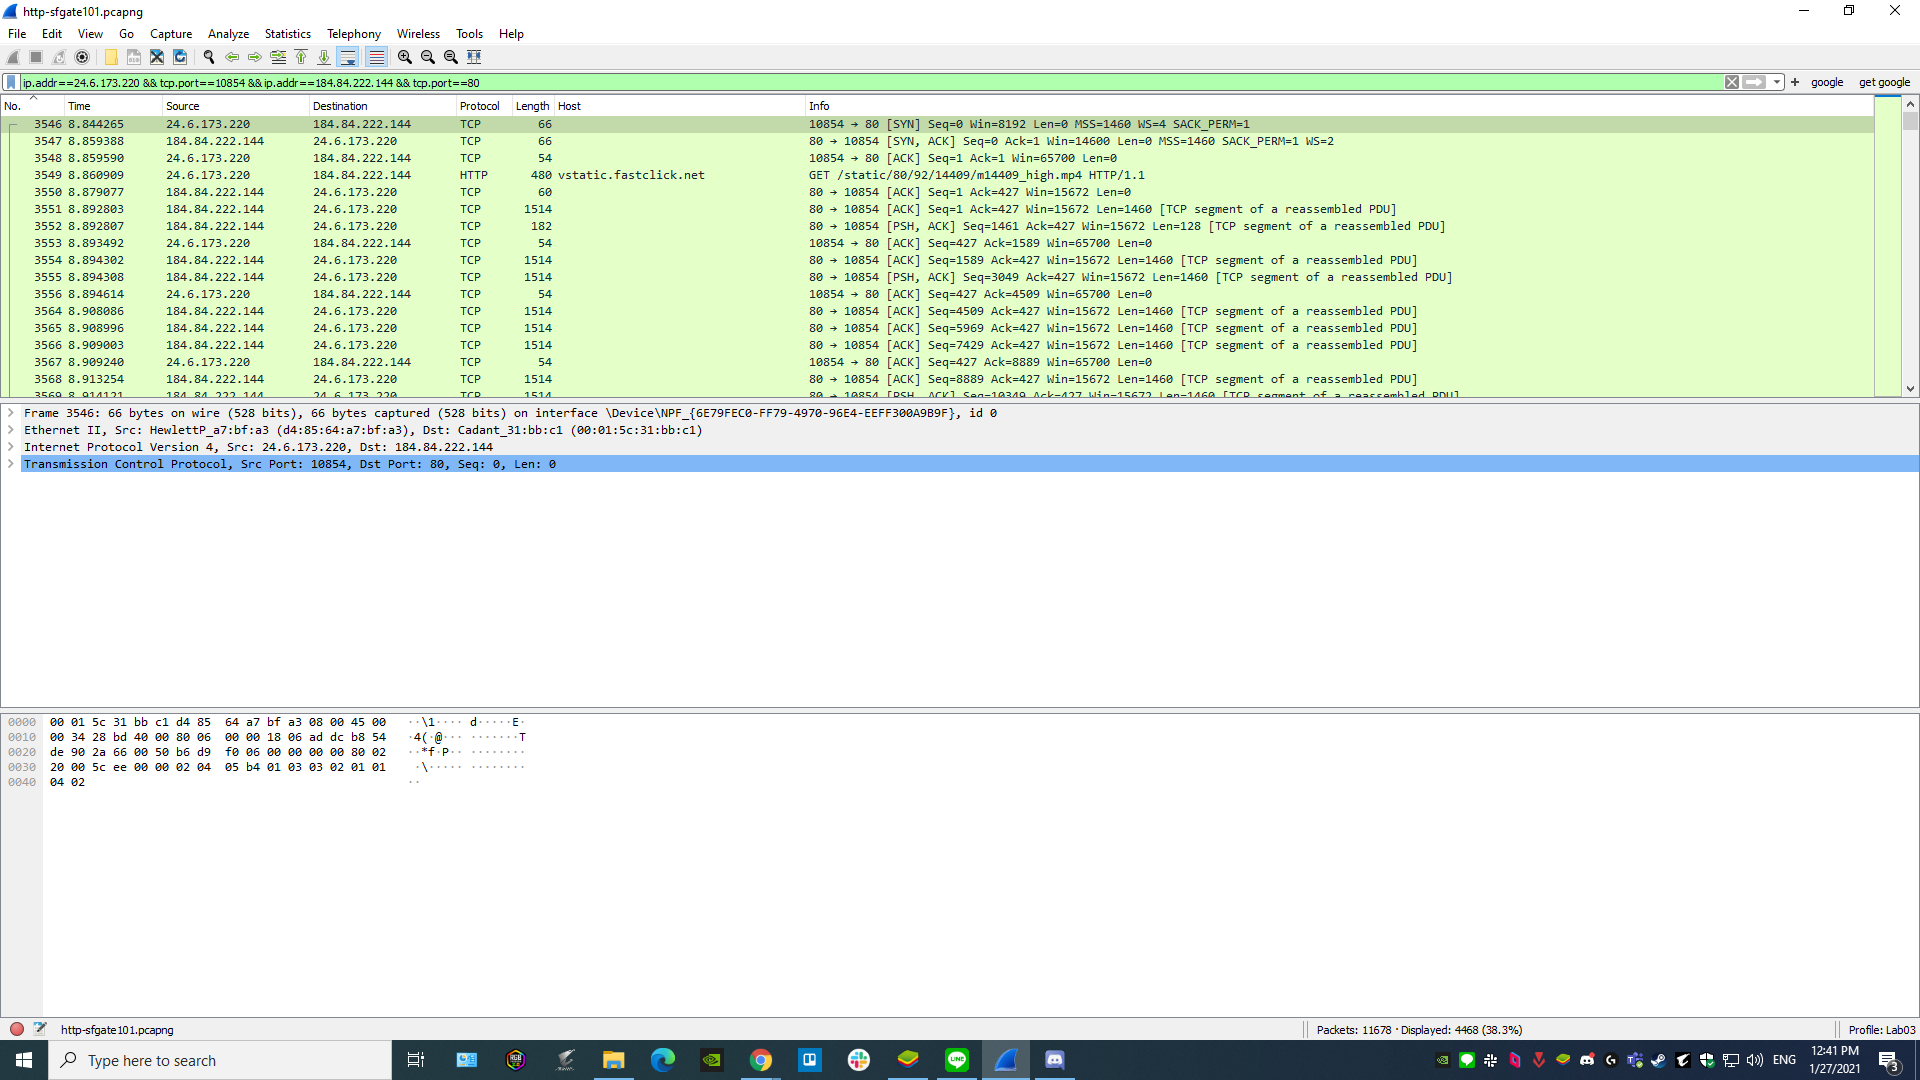 http-sfgate101.pcapng
File Edit View Go Capture Analyze Statistics Telephony Wireless Tools Help
ip.addr==24.6.173.220 && tcp.port==10854 && ip.addr==184.84.222.144 && tcp.port==80 + google get google
No. Time Source Destination Protocol Length Host Info
3546 8.844265 24.6.173.220 184.84.222.144 TCP 66 10854 → 80 [SYN] Seq=0 Win=8192 Len=0 MSS=1460 WS=4 SACK_PERM=1
3547 8.859388 184.84.222.144 24.6.173.220 TCP 66 80 → 10854 [SYN, ACK] Seq=0 Ack=1 Win=14600 Len=0 MSS=1460 SACK_PERM=1 WS=2
3548 8.859590 24.6.173.220 184.84.222.144 TCP 54 10854 → 80 [ACK] Seq=1 Ack=1 Win=65700 Len=0
3549 8.860909 24.6.173.220 184.84.222.144 HTTP 480 vstatic.fastclick.net GET /static/80/92/14409/m14409_high.mp4 HTTP/1.1
3550 8.879077 184.84.222.144 24.6.173.220 TCP 60 80 → 10854 [ACK] Seq=1 Ack=427 Win=15672 Len=0
3551 8.892803 184.84.222.144 24.6.173.220 TCP 1514 80 → 10854 [ACK] Seq=1 Ack=427 Win=15672 Len=1460 [TCP segment of a reassembled PDU]
3552 8.892807 184.84.222.144 24.6.173.220 TCP 182 80 → 10854 [PSH, ACK] Seq=1461 Ack=427 Win=15672 Len=128 [TCP segment of a reassembled PDU]
3553 8.893492 24.6.173.220 184.84.222.144 TCP 54 10854 → 80 [ACK] Seq=427 Ack=1589 Win=65700 Len=0
3554 8.894302 184.84.222.144 24.6.173.220 TCP 1514 80 → 10854 [ACK] Seq=1589 Ack=427 Win=15672 Len=1460 [TCP segment of a reassembled PDU]
3555 8.894308 184.84.222.144 24.6.173.220 TCP 1514 80 → 10854 [PSH, ACK] Seq=3049 Ack=427 Win=15672 Len=1460 [TCP segment of a reassembled PDU]
3556 8.894614 24.6.173.220 184.84.222.144 TCP 54 10854 → 80 [ACK] Seq=427 Ack=4509 Win=65700 Len=0
3564 8.908086 184.84.222.144 24.6.173.220 TCP 1514 80 → 10854 [ACK] Seq=4509 Ack=427 Win=15672 Len=1460 [TCP segment of a reassembled PDU]
3565 8.908996 184.84.222.144 24.6.173.220 TCP 1514 80 → 10854 [ACK] Seq=5969 Ack=427 Win=15672 Len=1460 [TCP segment of a reassembled PDU]
3566 8.909003 184.84.222.144 24.6.173.220 TCP 1514 80 → 10854 [ACK] Seq=7429 Ack=427 Win=15672 Len=1460 [TCP segment of a reassembled PDU]
3567 8.909240 24.6.173.220 184.84.222.144 TCP 54 10854 → 80 [ACK] Seq=427 Ack=8889 Win=65700 Len=0
3568 8.913254 184.84.222.144 24.6.173.220 TCP 1514 80 → 10854 [ACK] Seq=8889 Ack=427 Win=15672 Len=1460 [TCP segment of a reassembled PDU]
3569 8.914121 184.84.222.144 24.6.173.220 TCP 1514 80 → 10854 [PSH, ACK] Seq=10349 Ack=427 Win=15672 Len=1460 [TCP segment of a reassembled PDU]
Frame 3546: 66 bytes on wire (528 bits), 66 bytes captured (528 bits) on interface \Device\NPF_{6E79FEC0-FF79-4970-96E4-EEFF300A9B9F}, id 0
Ethernet II, Src: HewlettP_a7:bf:a3 (d4:85:64:a7:bf:a3), Dst: Cadant_31:bb:c1 (00:01:5c:31:bb:c1)
Internet Protocol Version 4, Src: 24.6.173.220, Dst: 184.84.222.144
Transmission Control Protocol, Src Port: 10854, Dst Port: 80, Seq: 0, Len: 0
0000 00 01 5c 31 bb c1 d4 85 64 a7 bf a3 08 00 45 00 ··\1···· d·····E·
0010 00 34 28 bd 40 00 80 06 00 00 18 06 ad dc b8 54 ·4(·@··· ·······T
0020 de 90 2a 66 00 50 b6 d9 f0 06 00 00 00 00 80 02 ··*f·P·· ········
0030 20 00 5c ee 00 00 02 04 05 b4 01 03 03 02 01 01 ·\····· ········
0040 04 02 ··
http-sfgate101.pcapng Packets: 11678 · Displayed: 4468 (38.3%) Profile: Lab03
Type here to search LINE ENG 12:41 PM
1/27/2021 3